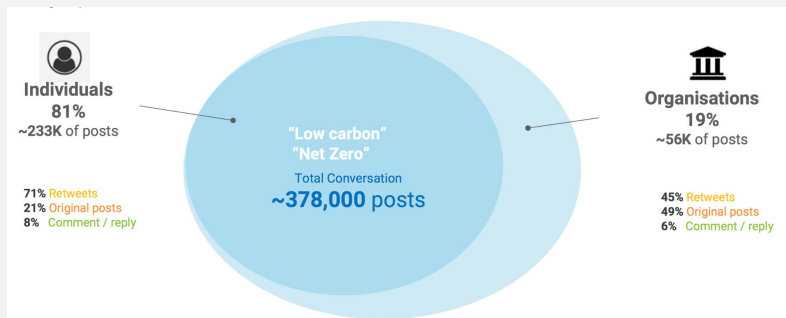 Individuals
81%
~233K of posts
71% Retweets
21% Original posts
8% Comment / reply
“Low carbon”
“Net Zero”
Total Conversation
~378,000 posts
Organisations
19%
~56K of posts
45% Retweets
49% Original posts
6% Comment / reply